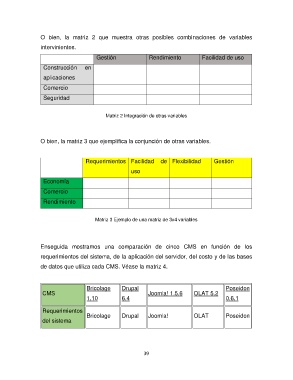 O bien, la matriz 2 que muestra otras posibles combinaciones de variables
intervinientes.
Gestión Rendimiento Facilidad de uso
Construcción en
aplicaciones
Comercio
Seguridad
Matriz 2 Integración de otras variables
O bien, la matriz 3 que ejemplifica la conjunción de otras variables.
Requerimientos Facilidad de Flexibilidad Gestión
uso
Economía
Comercio
Rendimiento
Matriz 3 Ejemplo de una matriz de 3x4 variables
Enseguida mostramos una comparación de cinco CMS en función de los
requerimientos del sistema, de la aplicación del servidor, del costo y de las bases
de datos que utiliza cada CMS. Véase la matriz 4.
CMS Bricolage Drupal Joomla! 1.5.6 OLAT 5.2 Poseidon
1.10 6.4 0.6.1
Requerimientos
del sistema Bricolage Drupal Joomla! OLAT Poseidon
39